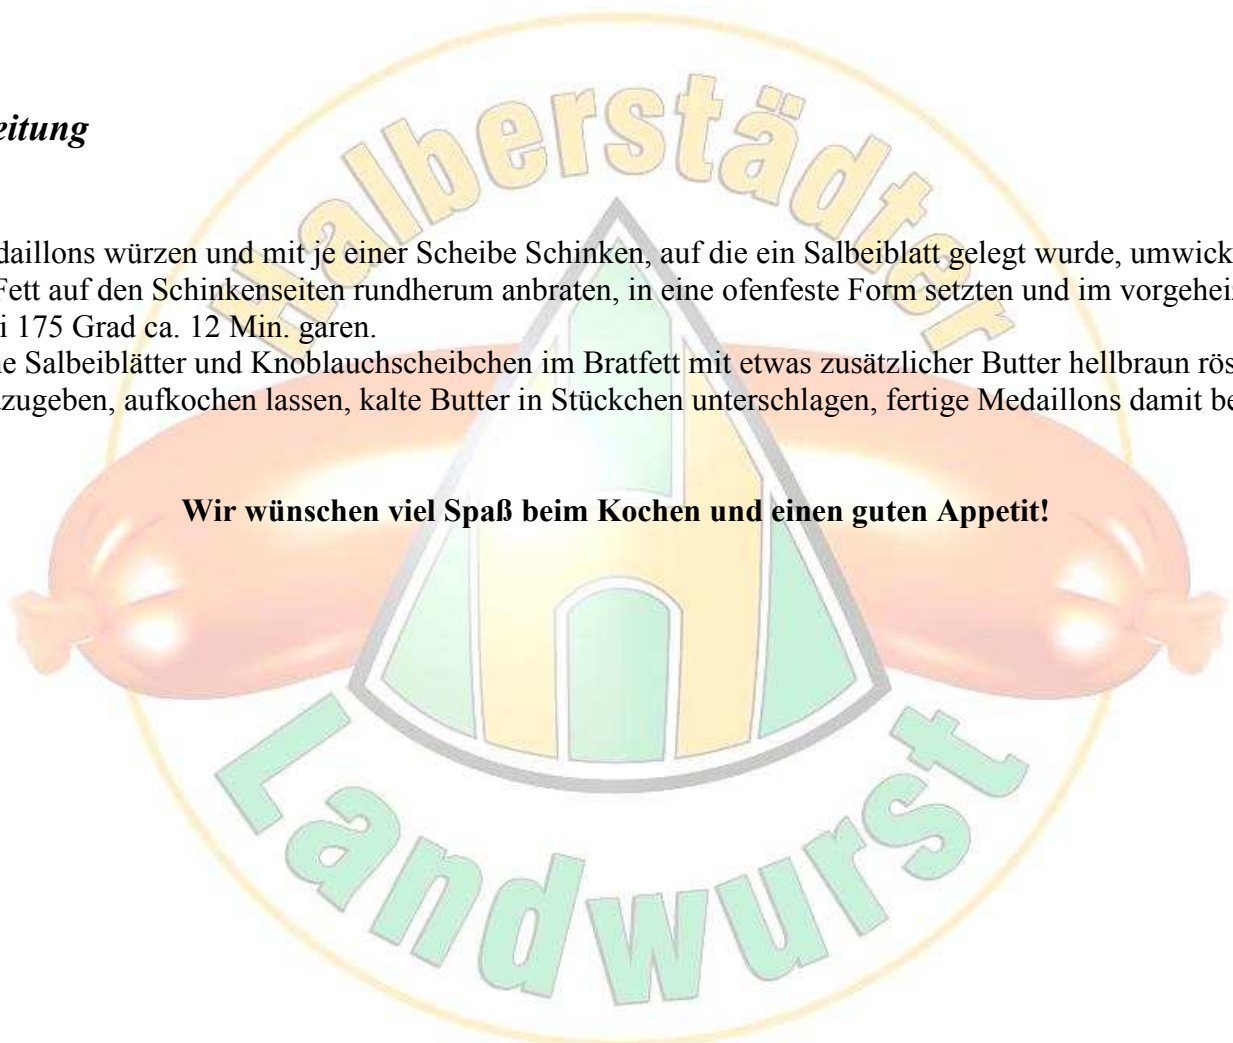 eitung
Halberstädter
daillons würzen und mit je einer Scheibe Schinken, auf die ein Salbeiblatt gelegt wurde, umwick
Fett auf den Schinkenseiten rundherum anbraten, in eine ofenfeste Form setzten und im vorgehei
i 175 Grad ca. 12 Min. garen.
ne Salbeiblätter und Knoblauchscheibchen im Bratfett mit etwas zusätzlicher Butter hellbraun rös
zugeben, aufkochen lassen, kalte Butter in Stückchen unterschlagen, fertige Medaillons damit be
Wir wünschen viel Spaß beim Kochen und einen guten Appetit!
Landwurst